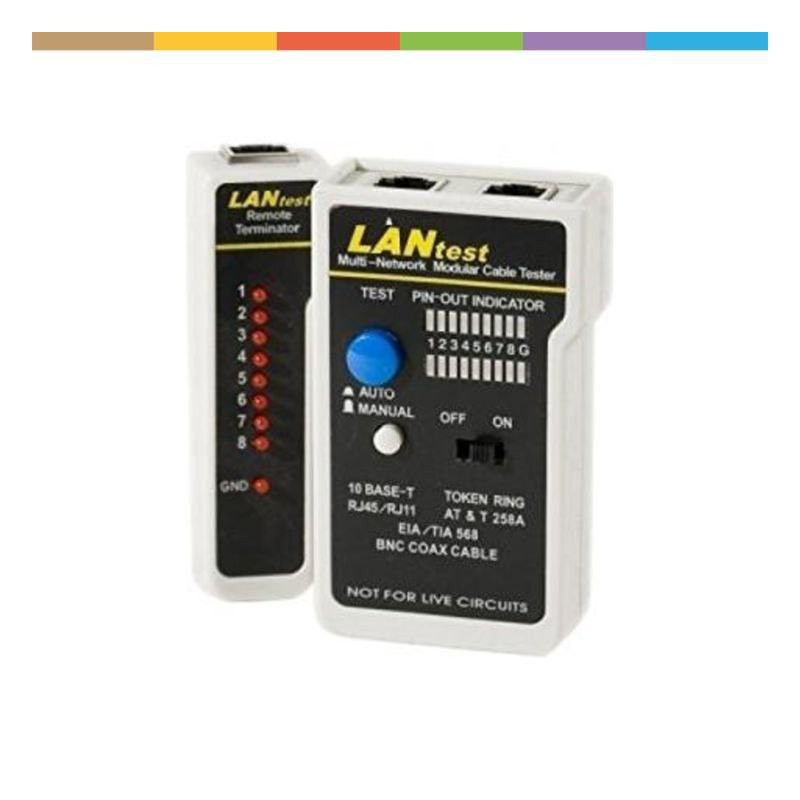 LANtest
Remote
Terminator
1
2
3
4
5
6
7
8
GND
LANtest
Multi-Network Modular Cable Tester
TEST PIN-OUT INDICATOR
12345678G
AUTO
MANUAL
OFF ON
10 BASE-T TOKEN RING
RJ45/RJ11 AT & T 258A
EIA/TIA 568
BNC COAX CABLE
NOT FOR LIVE CIRCUITS